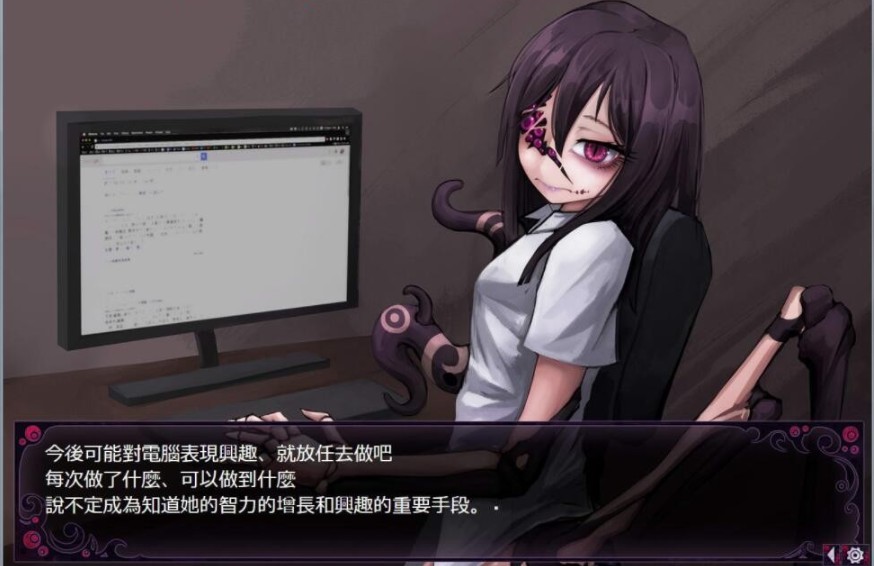 今後可能對電腦表現興趣、就放任去做吧
每次做了什麼、可以做到什麼
說不定成為知道她的智力的增長和興趣的重要手段。.